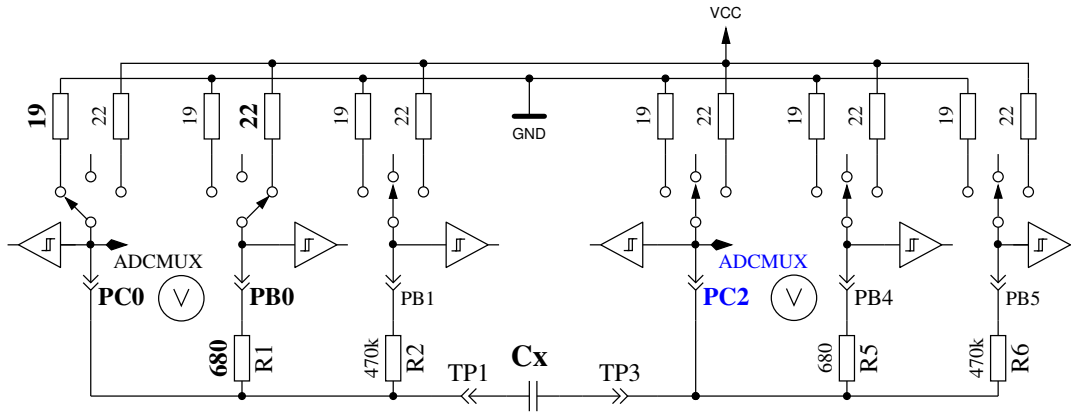 VCC
19
22
19
22
19
22
GND
19
22
19
22
19
22
ADCMUX
ADCMUX
PC0
V
PB0
PB1
PC2
V
PB4
PB5
680
R1
470k
R2
680
R5
470k
R6
TP1
Cx
TP3